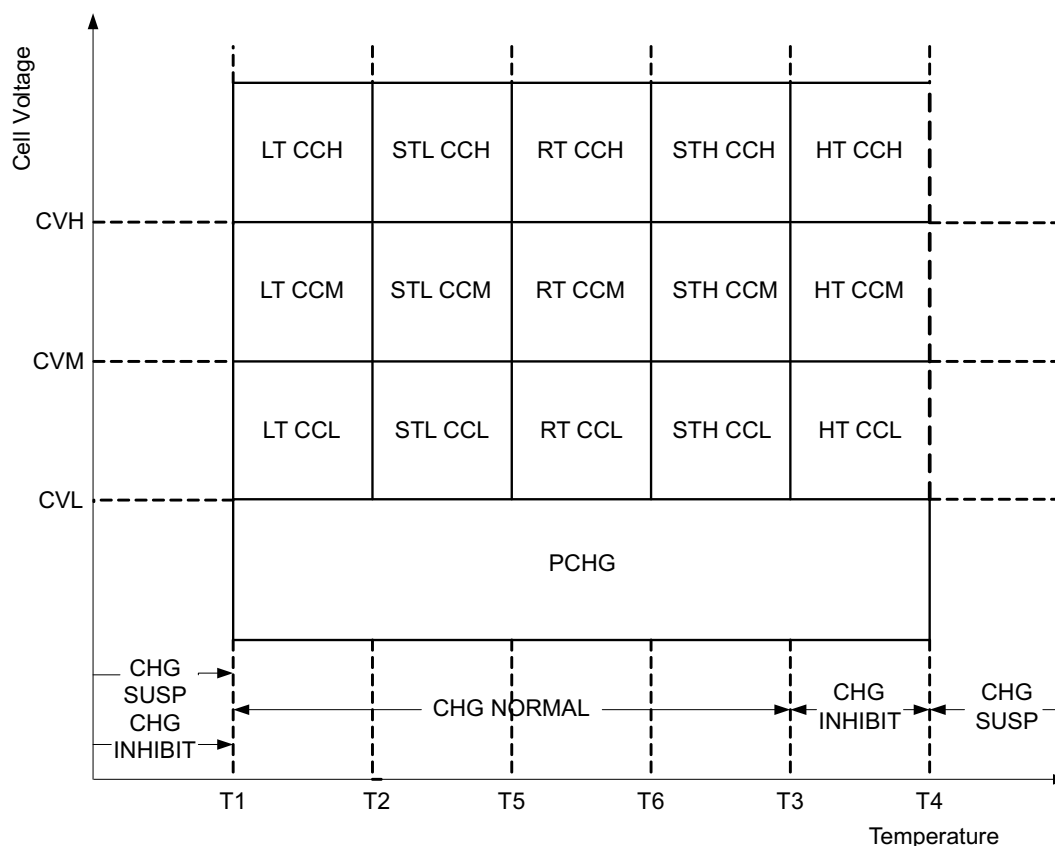 Cell Voltage
LT CCH STL CCH RT CCH STH CCH HT CCH
CVH
LT CCM STL CCM RT CCM STH CCM HT CCM
CVM
LT CCL STL CCL RT CCL STH CCL HT CCL
CVL
PCHG
CHG
SUSP
CHG
INHIBIT
CHG NORMAL
CHG
INHIBIT
CHG
SUSP
T1 T2 T5 T6 T3 T4
Temperature